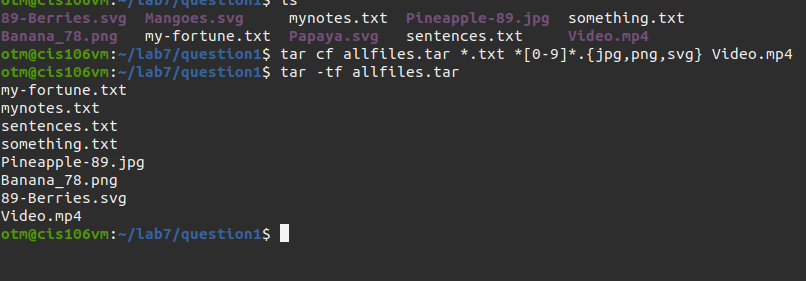 otm@cis106vm:~/lab7/question1$ ls
89-Berries.svg  Mangoes.svg     mynotes.txt  Pineapple-89.jpg  something.txt
Banana_78.png   my-fortune.txt  Papaya.svg   sentences.txt     Video.mp4
otm@cis106vm:~/lab7/question1$ tar cf allfiles.tar *.txt *[0-9]*.{jpg,png,svg} Video.mp4
otm@cis106vm:~/lab7/question1$ tar -tf allfiles.tar
my-fortune.txt
mynotes.txt
sentences.txt
something.txt
Pineapple-89.jpg
Banana_78.png
89-Berries.svg
Video.mp4
otm@cis106vm:~/lab7/question1$